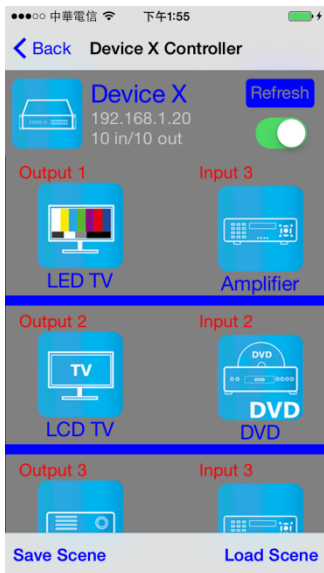 中華電信 下午1:55
Back Device X Controller
Device X
Refresh
192.168.1.20
10 in/10 out
Output 1 Input 3
LED TV Amplifier
Output 2 Input 2
TV
DVD
DVD
DVD
LCD TV DVD
Output 3 Input 3
Save Scene Load Scene